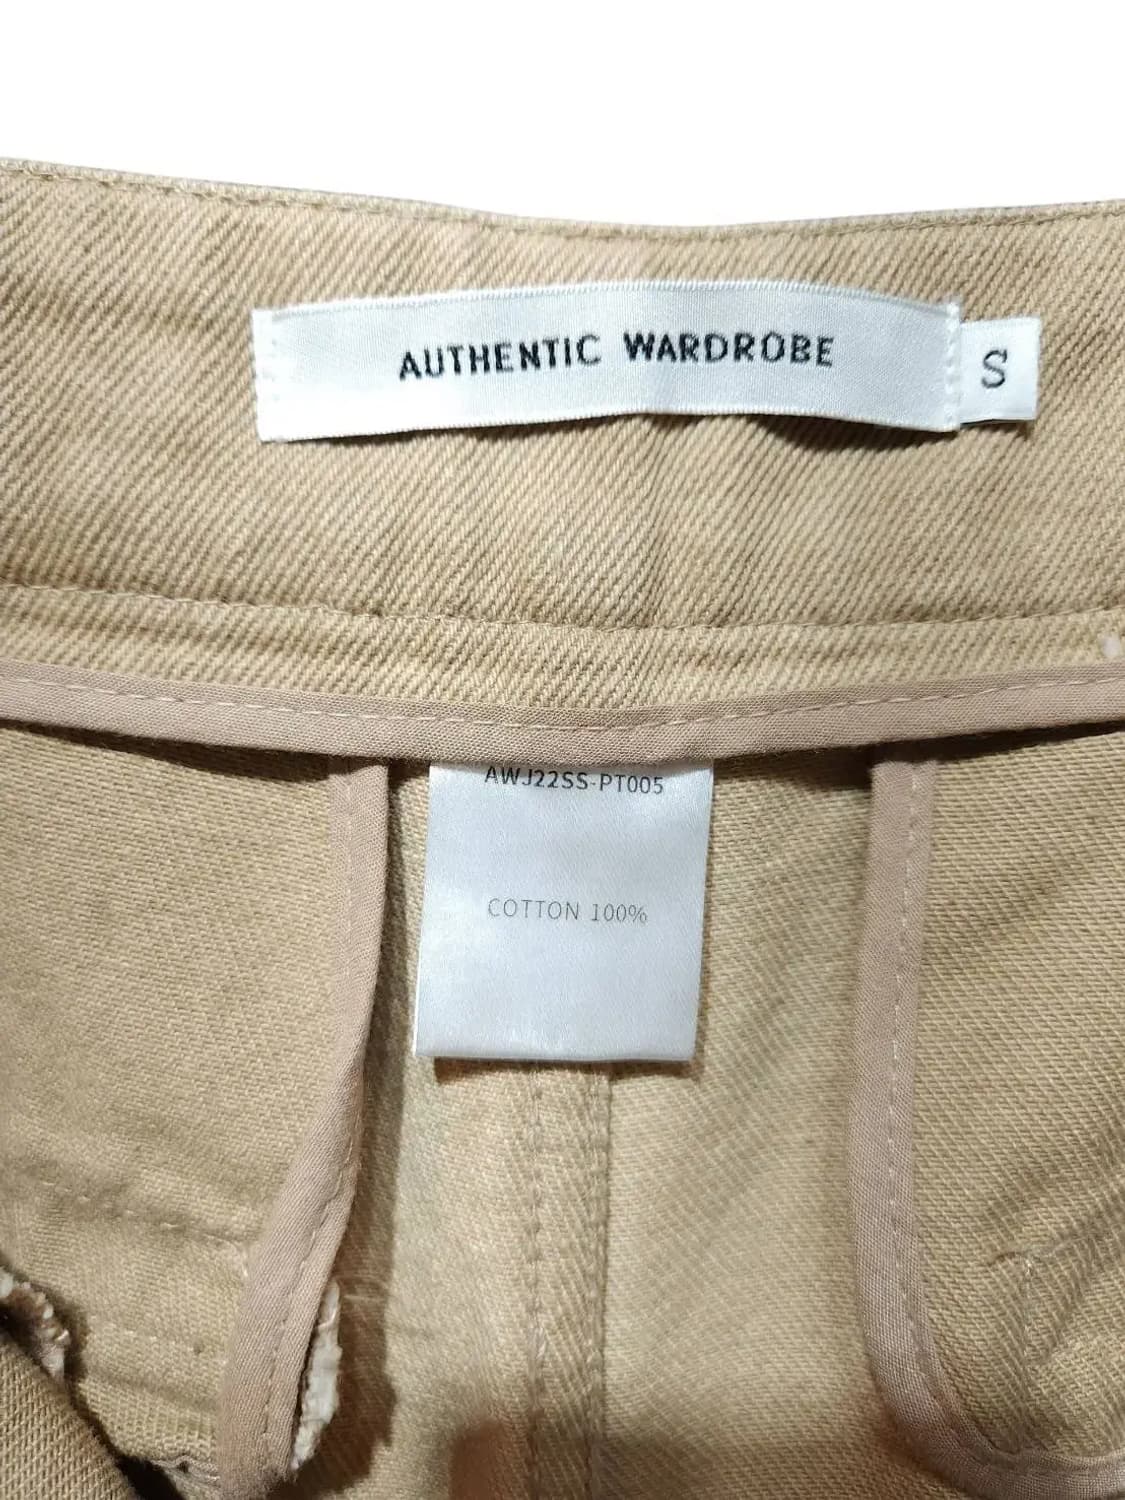 AUTHENTIC WARDROBE
S
AWJ22SS-PT005
COTTON 100%